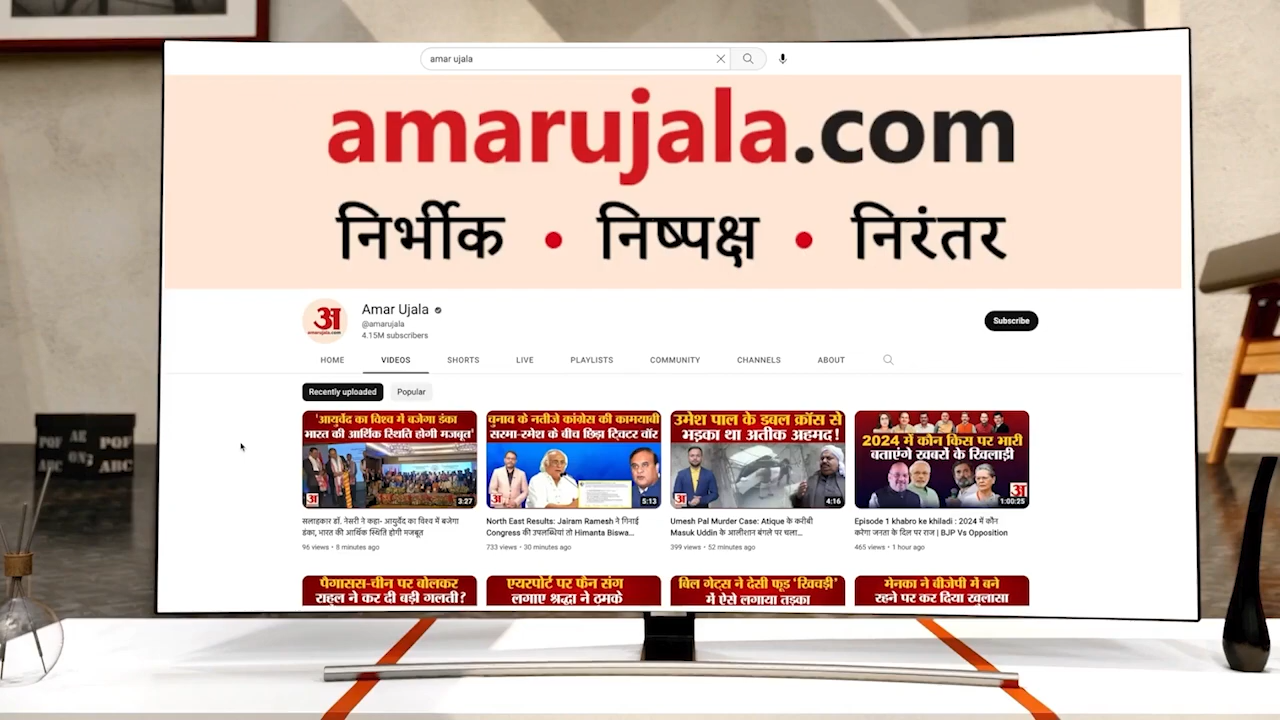 amar ujala
amarujala.com
निर्भीक • निष्पक्ष • निरंतर
अ
amarujala.com
Amar Ujala
@amarujala
4.15M subscribers
Subscribe
HOME VIDEOS SHORTS LIVE PLAYLISTS COMMUNITY CHANNELS ABOUT
Recently uploaded Popular
'आयुर्वेद का विश्व में बजेगा डंका
भारत की आर्थिक स्थिति होगी मजबूत'
अ
3:27
सलाहकार डॉ. नेसरी ने कहा- आयुर्वेद का विश्व में बजेगा
डंका, भारत की आर्थिक स्थिति होगी मजबूत
96 views • 8 minutes ago
चुनाव के नतीजे कांग्रेस की कामयाबी
सरमा-रमेश के बीच छिड़ा ट्विटर वॉर
अ
5:13
North East Results: Jairam Ramesh ने गिनाई
Congress की उपलब्धियां तो Himanta Biswa...
733 views • 30 minutes ago
उमेश पाल के डबल क्रॉस से
भड़का था अतीक अहमद!
अ
4:16
Umesh Pal Murder Case: Atique के करीबी
Masuk Uddin के आलीशान बंगले पर चला...
399 views • 52 minutes ago
2024 में कौन किस पर भारी
बताएंगे खबरों के खिलाड़ी
अ
1:00:25
Episode 1 khabro ke khiladi : 2024 में कौन
करेगा जनता के दिल पर राज | BJP Vs Opposition
465 views • 1 hour ago
पैगासस-चीन पर बोलकर
राहुल ने कर दी बड़ी गलती?
एयरपोर्ट पर फैन संग
लगाए श्रद्धा ने ठुमके
बिल गेट्स ने देसी फूड 'खिचड़ी'
में ऐसे लगाया तड़का
मेनका ने बीजेपी में बने
रहने पर कर दिया खुलासा